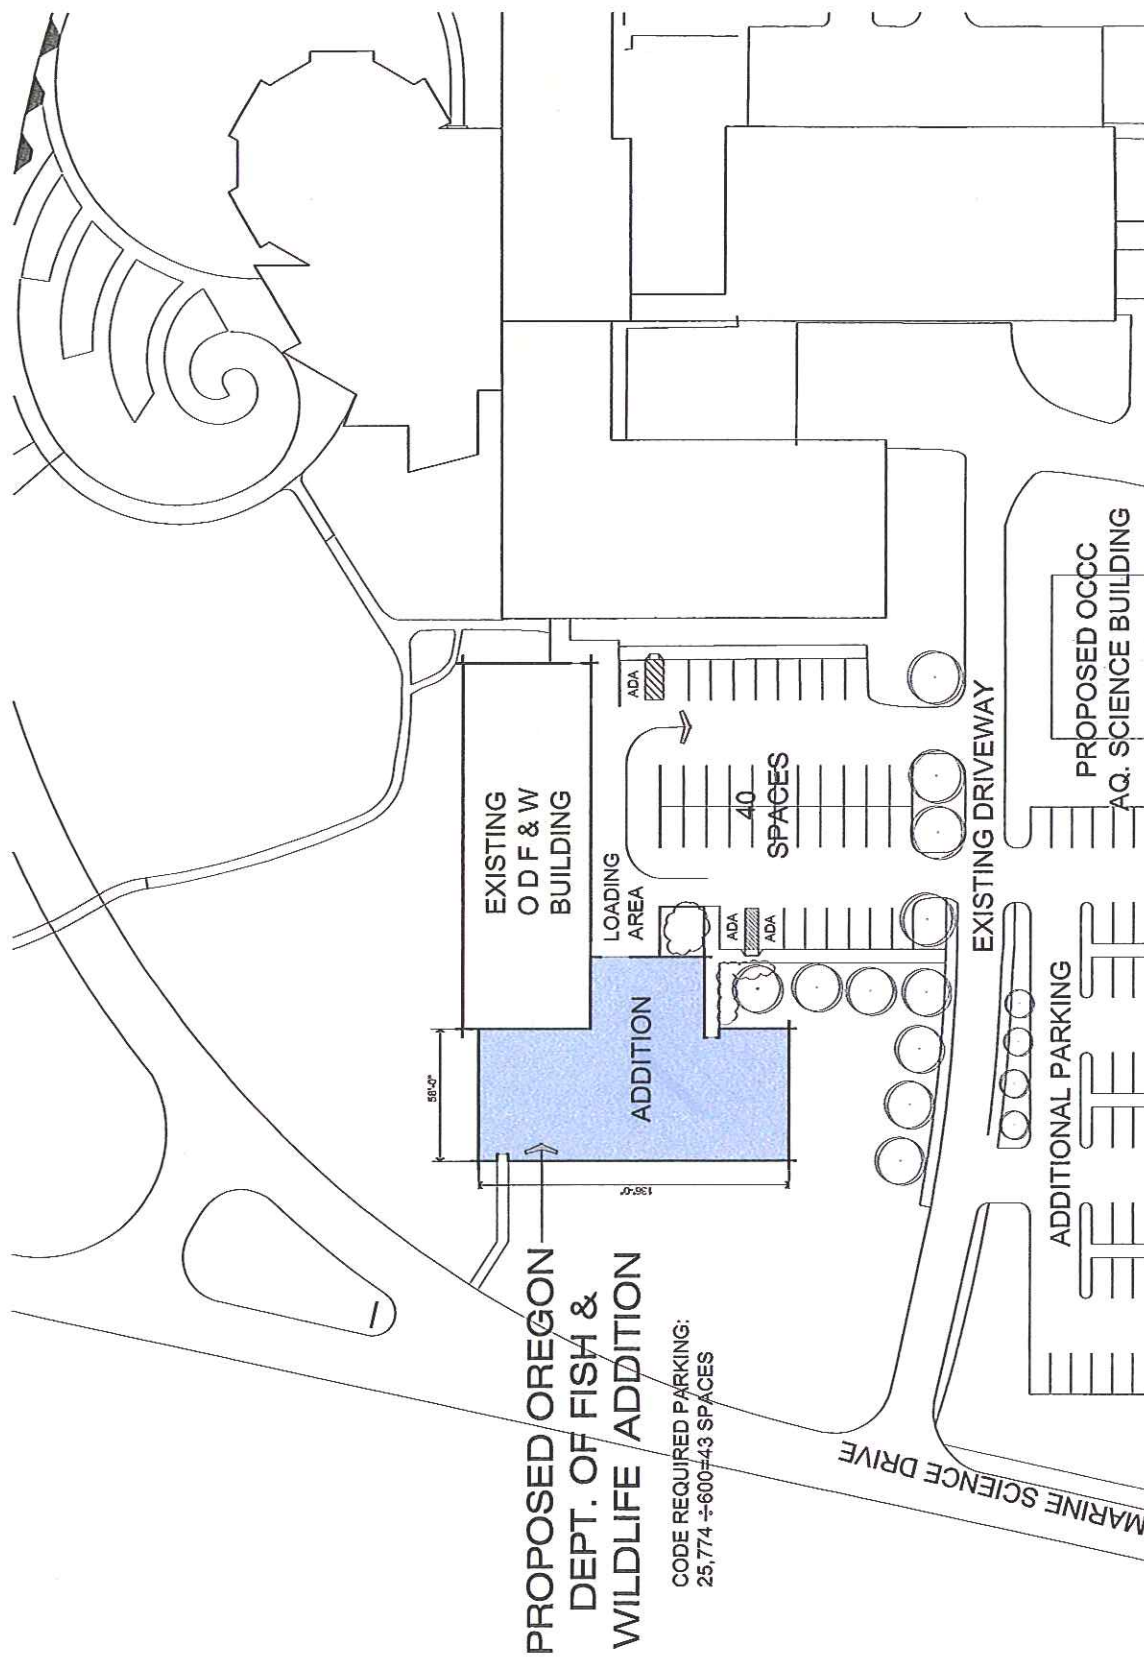 PROPOSED OREGON
DEPT. OF FISH &
WILDLIFE ADDITION
CODE REQUIRED PARKING:
25,774 ÷600=43 SPACES
58'-0"
136'-0"
ADDITION
EXISTING
O D F & W
BUILDING
LOADING
AREA
ADA
ADA
ADA
40
SPACES
EXISTING DRIVEWAY
PROPOSED OCCC
AQ. SCIENCE BUILDING
ADDITIONAL PARKING
MARINE SCIENCE DRIVE